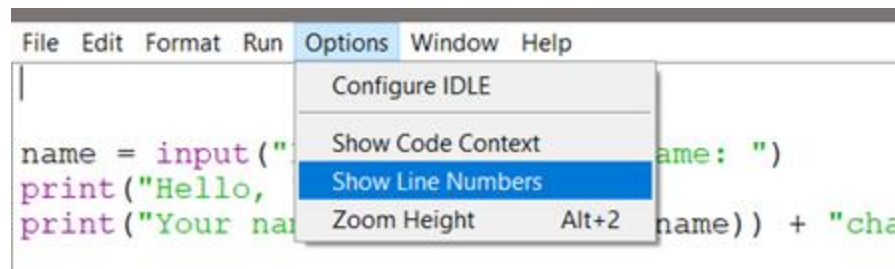 File Edit Format Run Options Window Help
Configure IDLE
Show Code Context
Show Line Numbers
Zoom Height Alt+2
name = input(" ame: ")
print("Hello,
print("Your na name)) + "cha